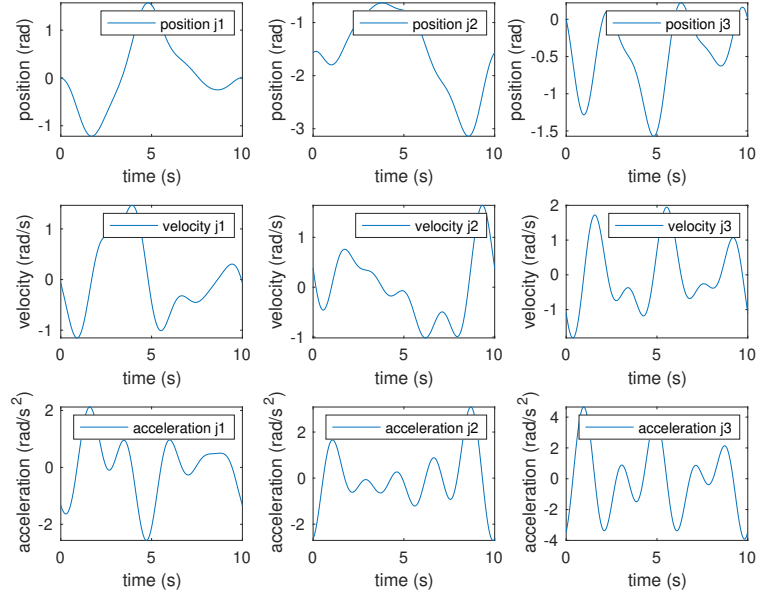 position (rad)
1
0
-1
position j1
0 5 10
time (s)
position (rad)
-1
-2
-3
position j2
0 5 10
time (s)
position (rad)
0
-0.5
-1
-1.5
position j3
0 5 10
time (s)
velocity (rad/s)
1
0
-1
velocity j1
0 5 10
time (s)
velocity (rad/s)
1
0
-1
velocity j2
0 5 10
time (s)
velocity (rad/s)
2
1
0
-1
velocity j3
0 5 10
time (s)
acceleration (rad/s²)
2
0
-2
acceleration j1
0 5 10
time (s)
acceleration (rad/s²)
2
0
-2
acceleration j2
0 5 10
time (s)
acceleration (rad/s²)
4
2
0
-2
acceleration j3
0 5 10
time (s)